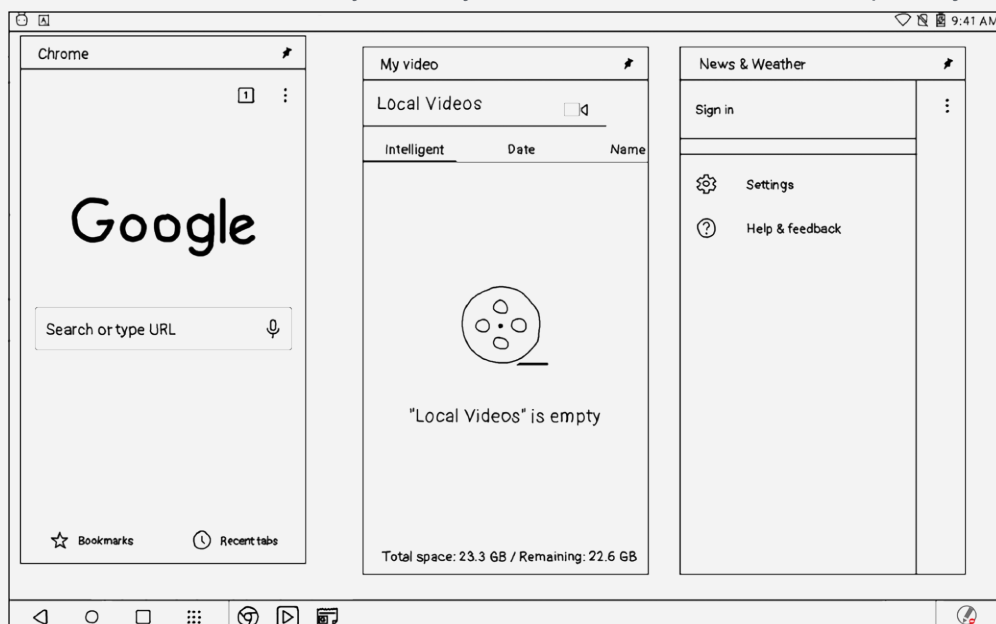 9:41 AM
Chrome
1
Google
Search or type URL
Bookmarks
Recent tabs
My video
Local Videos
Intelligent Date Name
"Local Videos" is empty
Total space: 23.3 GB / Remaining: 22.6 GB
News & Weather
Sign in
Settings
Help & feedback